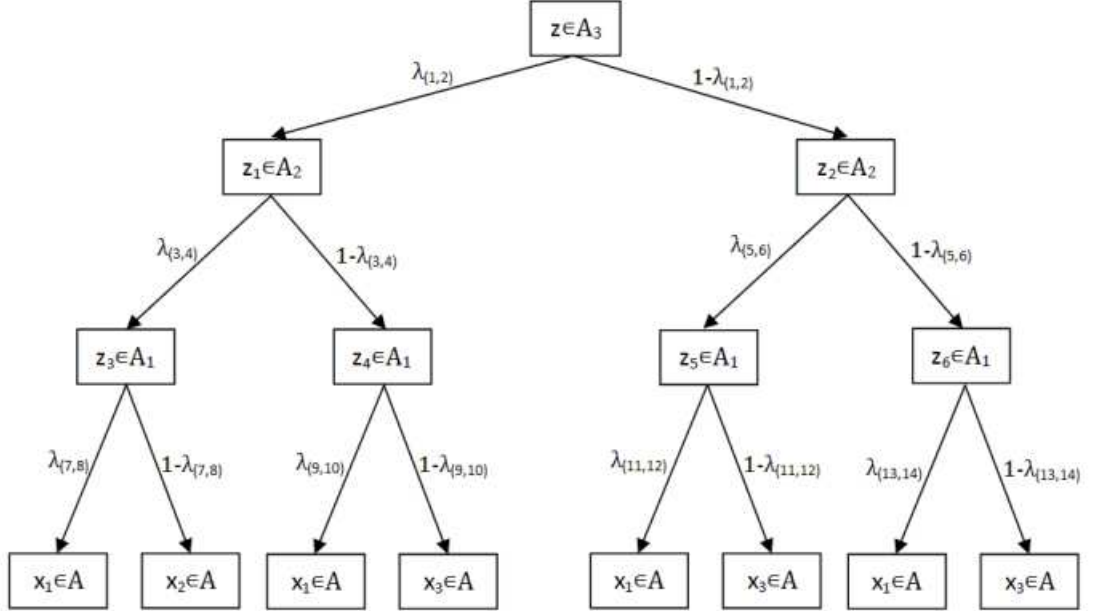 z∈A₃
λ₍₁,₂₎ 1-λ₍₁,₂₎
z₁∈A₂ z₂∈A₂
λ₍₃,₄₎ 1-λ₍₃,₄₎ λ₍₅,₆₎ 1-λ₍₅,₆₎
z₃∈A₁ z₄∈A₁ z₅∈A₁ z₆∈A₁
λ₍₇,₈₎ 1-λ₍₇,₈₎ λ₍₉,₁₀₎ 1-λ₍₉,₁₀₎ λ₍₁₁,₁₂₎ 1-λ₍₁₁,₁₂₎ λ₍₁₃,₁₄₎ 1-λ₍₁₃,₁₄₎
x₁∈A x₂∈A x₁∈A x₃∈A x₁∈A x₃∈A x₁∈A x₃∈A